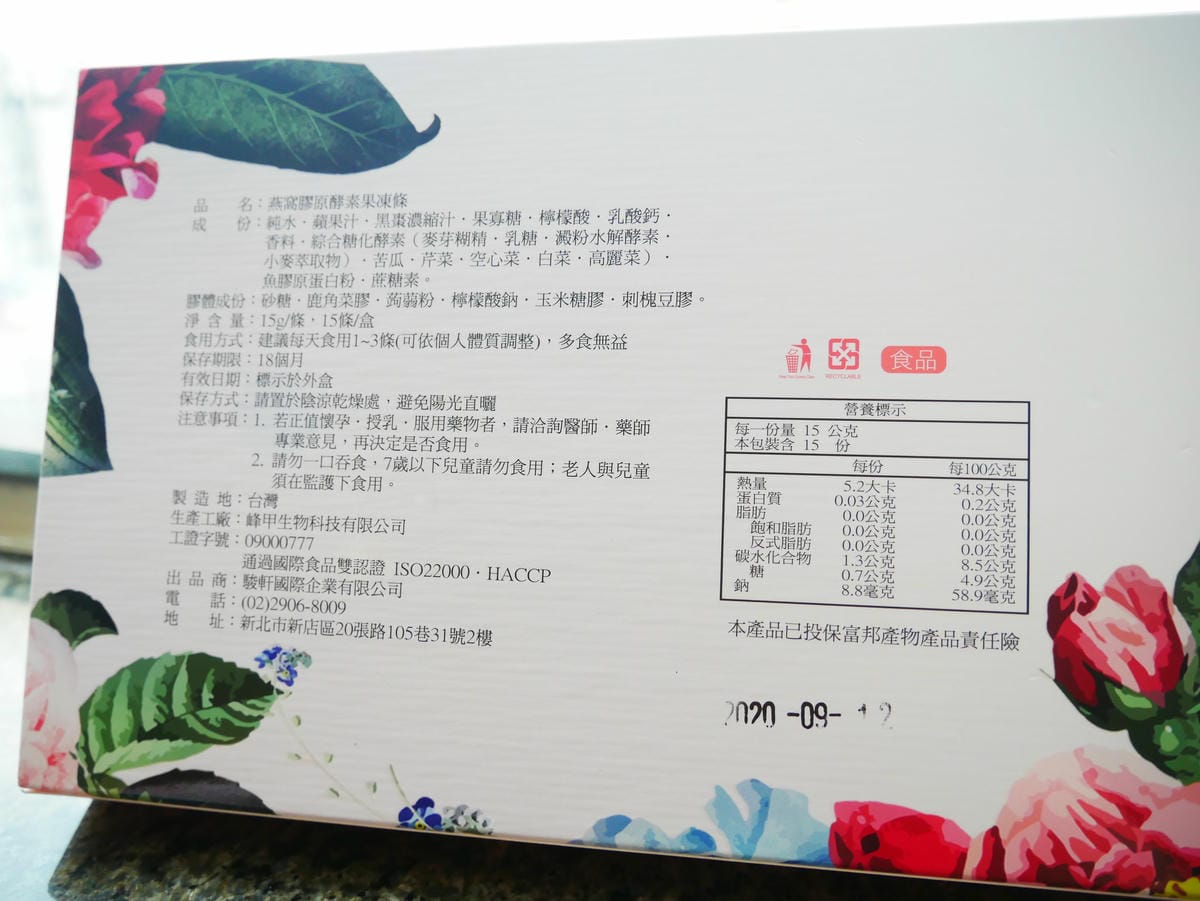 品 名：燕窩膠原酵素果凍條
成 份：純水．蘋果汁．黑棗濃縮汁．果寡糖．檸檬酸．乳酸鈣．
香料．綜合糖化酵素（麥芽糊精．乳糖．澱粉水解酵素．
小麥萃取物）．苦瓜．芹菜．空心菜．白菜．高麗菜）．
魚膠原蛋白粉．蔗糖素。
膠體成份：砂糖．鹿角菜膠．蒟蒻粉．檸檬酸鈉．玉米糖膠．刺槐豆膠。
淨 含 量：15g/條，15條/盒
食用方式：建議每天食用1~3條(可依個人體質調整)，多食無益
保存期限：18個月
有效日期：標示於外盒
保存方式：請置於陰涼乾燥處，避免陽光直曬
注意事項：1. 若正值懷孕．授乳．服用藥物者，請洽詢醫師．藥師
專業意見，再決定是否食用。
2. 請勿一口吞食，7歲以下兒童請勿食用；老人與兒童
須在監護下食用。
製 造 地：台灣
生產工廠：峰甲生物科技有限公司
工證字號：09000777
通過國際食品雙認證 ISO22000．HACCP
出 品 商：駿軒國際企業有限公司
電 話：(02)2906-8009
地 址：新北市新店區20張路105巷31號2樓
RECYCLABLE
食品
營養標示
每一份量 15 公克
本包裝含 15 份
每份 每100公克
熱量 5.2大卡 34.8大卡
蛋白質 0.03公克 0.2公克
脂肪 0.0公克 0.0公克
飽和脂肪 0.0公克 0.0公克
反式脂肪 0.0公克 0.0公克
碳水化合物 1.3公克 8.5公克
糖 0.7公克 4.9公克
鈉 8.8毫克 58.9毫克
本產品已投保富邦產物產品責任險
2020 -09- 12